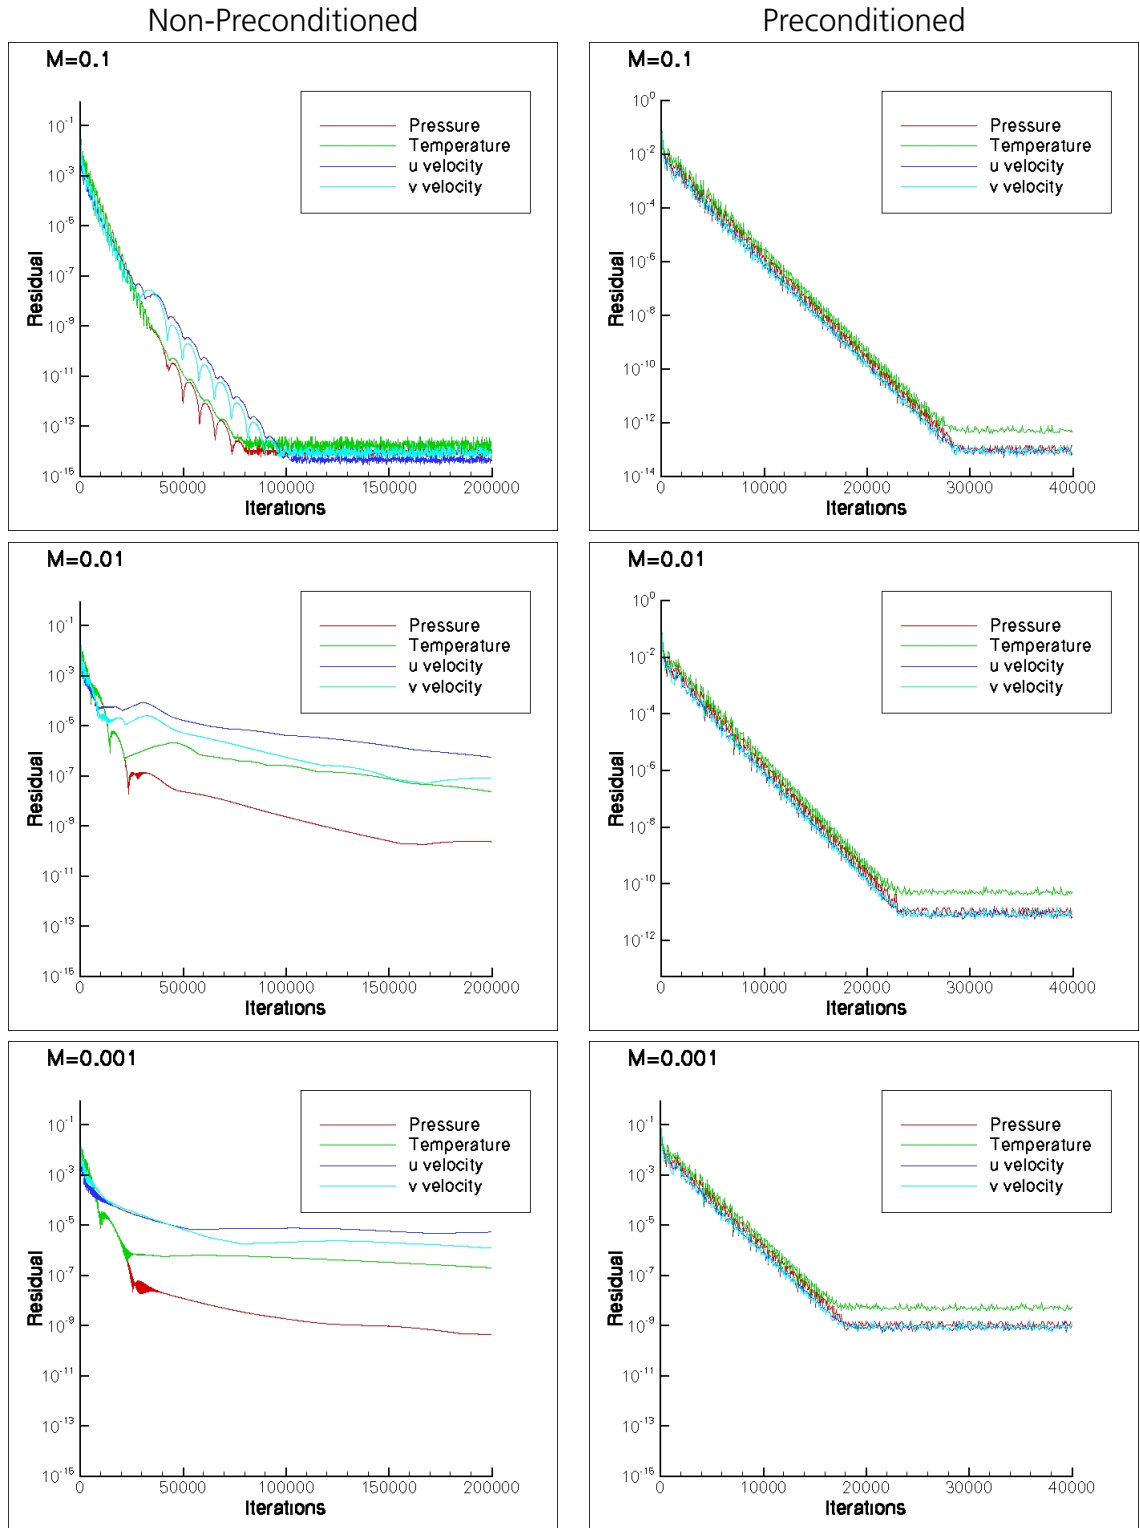 Non-Preconditioned
Preconditioned
M=0.1
Pressure
Temperature
u velocity
v velocity
10⁻¹
10⁻³
10⁻⁵
10⁻⁷
10⁻⁹
10⁻¹¹
10⁻¹³
10⁻¹⁵
Residual
0 50000 100000 150000 200000
Iterations
M=0.1
Pressure
Temperature
u velocity
v velocity
10⁰
10⁻²
10⁻⁴
10⁻⁶
10⁻⁸
10⁻¹⁰
10⁻¹²
10⁻¹⁴
Residual
0 10000 20000 30000 40000
Iterations
M=0.01
Pressure
Temperature
u velocity
v velocity
10⁻¹
10⁻³
10⁻⁵
10⁻⁷
10⁻⁹
10⁻¹¹
10⁻¹³
10⁻¹⁵
Residual
0 50000 100000 150000 200000
Iterations
M=0.01
Pressure
Temperature
u velocity
v velocity
10⁰
10⁻²
10⁻⁴
10⁻⁶
10⁻⁸
10⁻¹⁰
10⁻¹²
Residual
0 10000 20000 30000 40000
Iterations
M=0.001
Pressure
Temperature
u velocity
v velocity
10⁻¹
10⁻³
10⁻⁵
10⁻⁷
10⁻⁹
10⁻¹¹
10⁻¹³
10⁻¹⁵
Residual
0 50000 100000 150000 200000
Iterations
M=0.001
Pressure
Temperature
u velocity
v velocity
10⁻¹
10⁻³
10⁻⁵
10⁻⁷
10⁻⁹
10⁻¹¹
10⁻¹³
10⁻¹⁵
Residual
0 10000 20000 30000 40000
Iterations